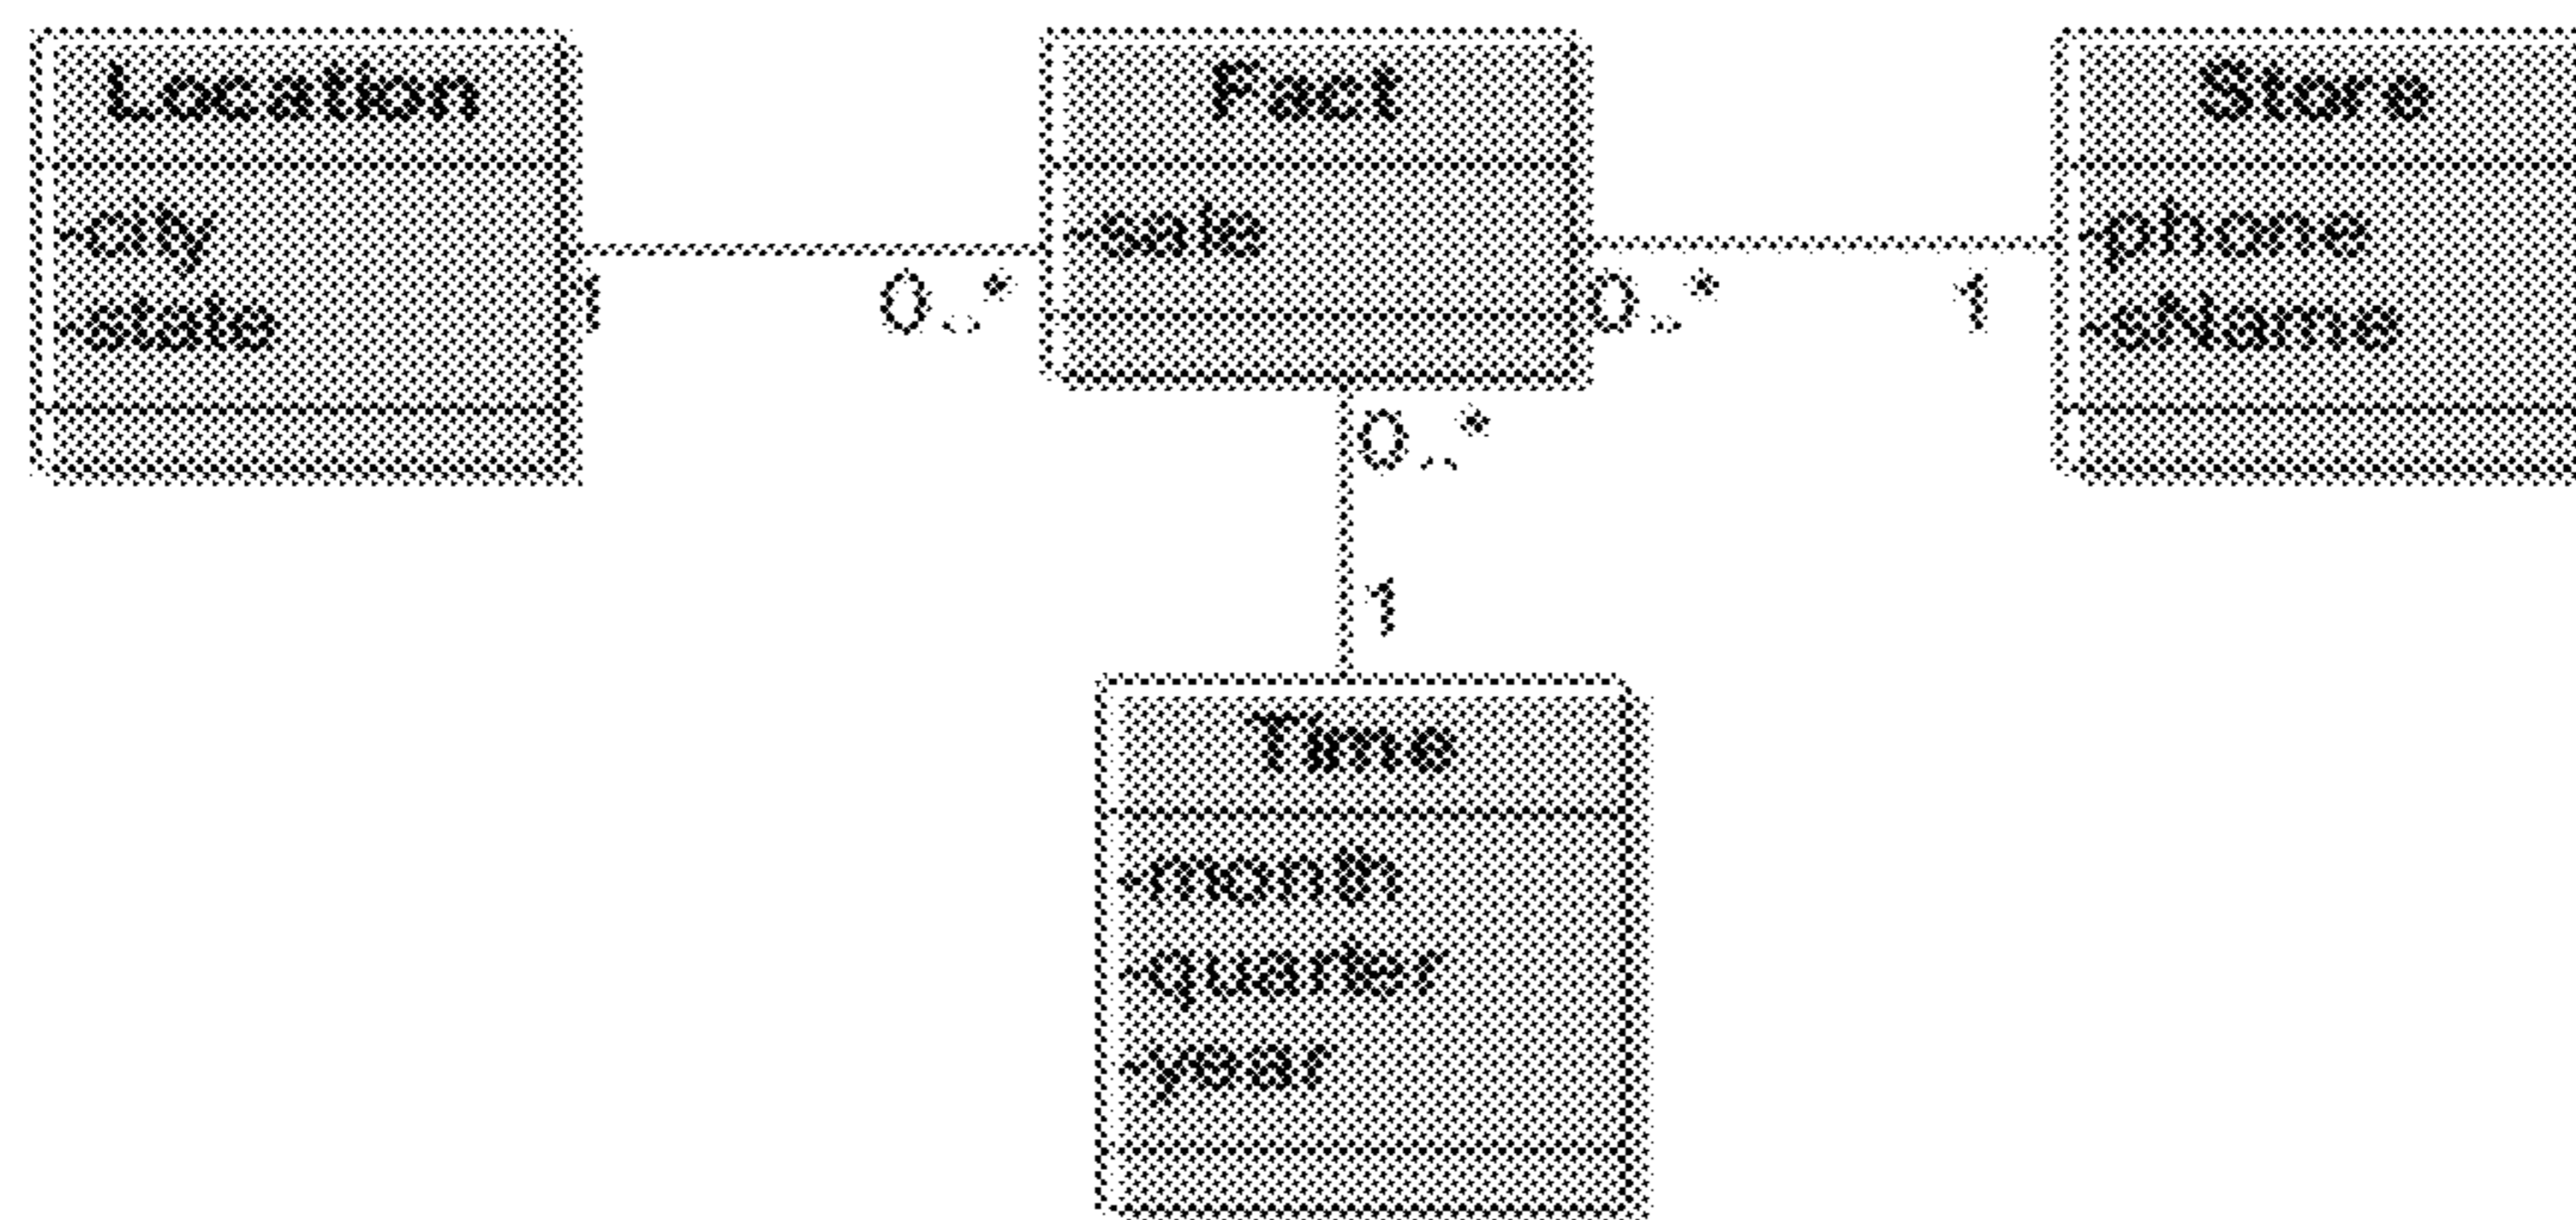 Location
-city
-state
1
0..*
Fact
-sale
0..*
1
Store
-phone
-sName
0..*
1
Time
-month
-quarter
-year